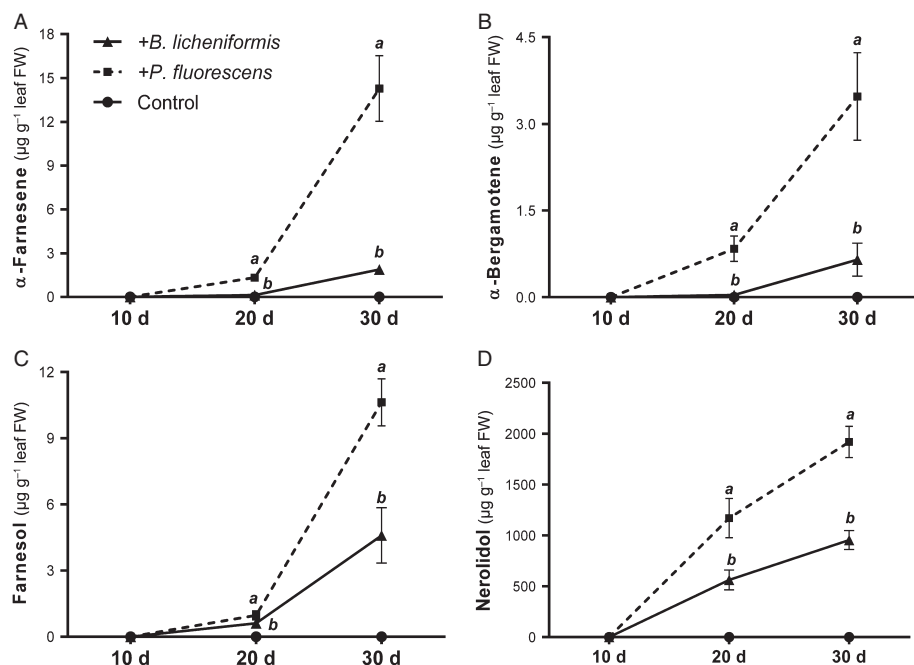 A
α-Farnesene (µg g⁻¹ leaf FW)
18
15
12
9
6
3
0
+B. licheniformis
+P. fluorescens
Control
a
b
a
b
10 d 20 d 30 d
B
α-Bergamotene (µg g⁻¹ leaf FW)
4.5
3.0
1.5
0.0
a
b
a
b
10 d 20 d 30 d
C
Farnesol (µg g⁻¹ leaf FW)
12
9
6
3
0
a
b
a
b
10 d 20 d 30 d
D
Nerolidol (µg g⁻¹ leaf FW)
2500
2000
1500
1000
500
0
a
b
a
b
10 d 20 d 30 d